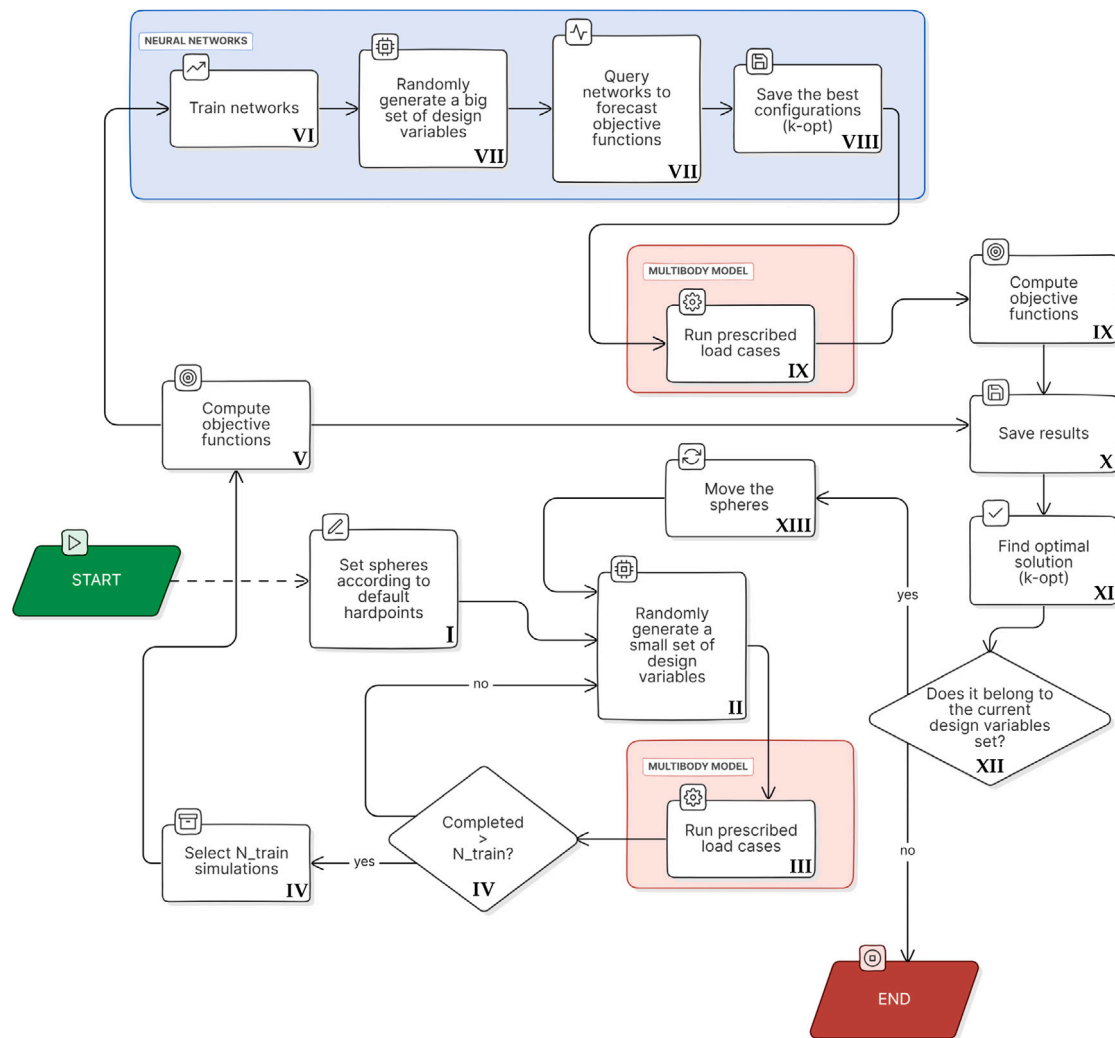 NEURAL NETWORKS
Train networks
VI
Randomly
generate a big
set of design
variables
VII
Query
networks to
forecast
objective
functions
VII
Save the best
configurations
(k-opt)
VIII
MULTIBODY MODEL
Run prescribed
load cases
IX
Compute
objective
functions
IX
Compute
objective
functions
V
Save results
X
Move the
spheres
XIII
START
Set spheres
according to
default
hardpoints
I
Find optimal
solution
(k-opt)
XI
Randomly
generate a
small set of
design
variables
II
yes
no
Does it belong to
the current
design variables
set?
XII
MULTIBODY MODEL
Run prescribed
load cases
III
Completed
>
N_train?
IV
yes
Select N_train
simulations
IV
no
END